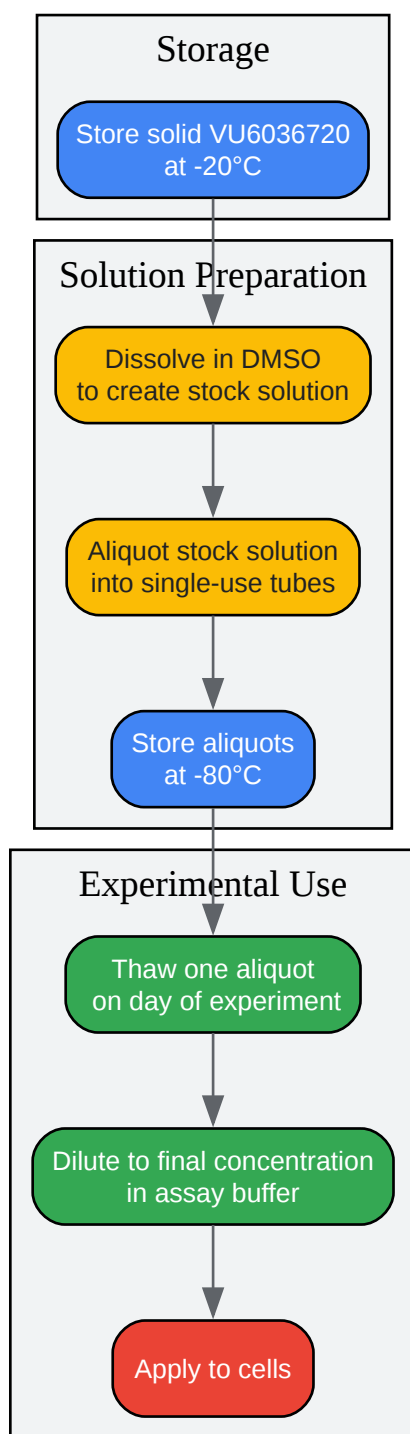 Storage
Store solid VU6036720
at -20°C
Solution Preparation
Dissolve in DMSO
to create stock solution
Aliquot stock solution
into single-use tubes
Store aliquots
at -80°C
Experimental Use
Thaw one aliquot
on day of experiment
Dilute to final concentration
in assay buffer
Apply to cells